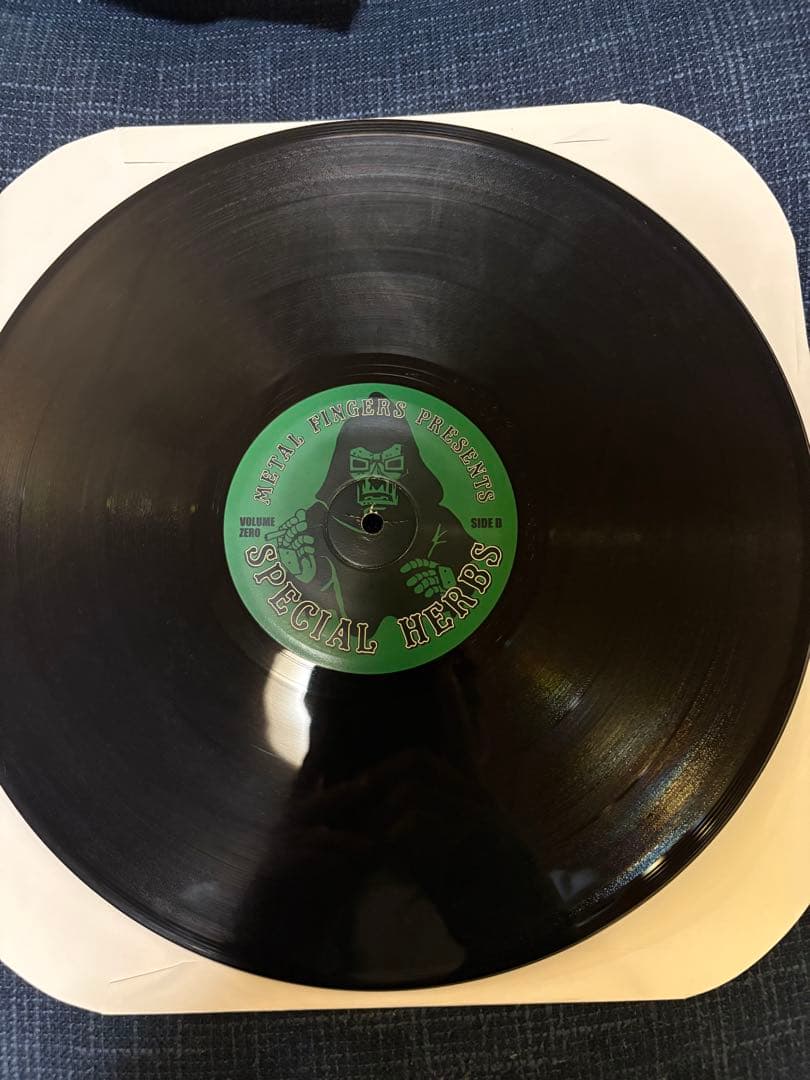 METAL FINGERS PRESENTS
VOLUME
ZERO
SIDE D
SPECIAL HERBS